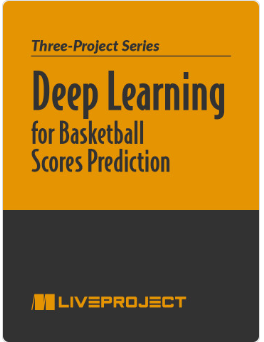 Three-Project Series
Deep Learning
for Basketball
Scores Prediction
LIVEPROJECT